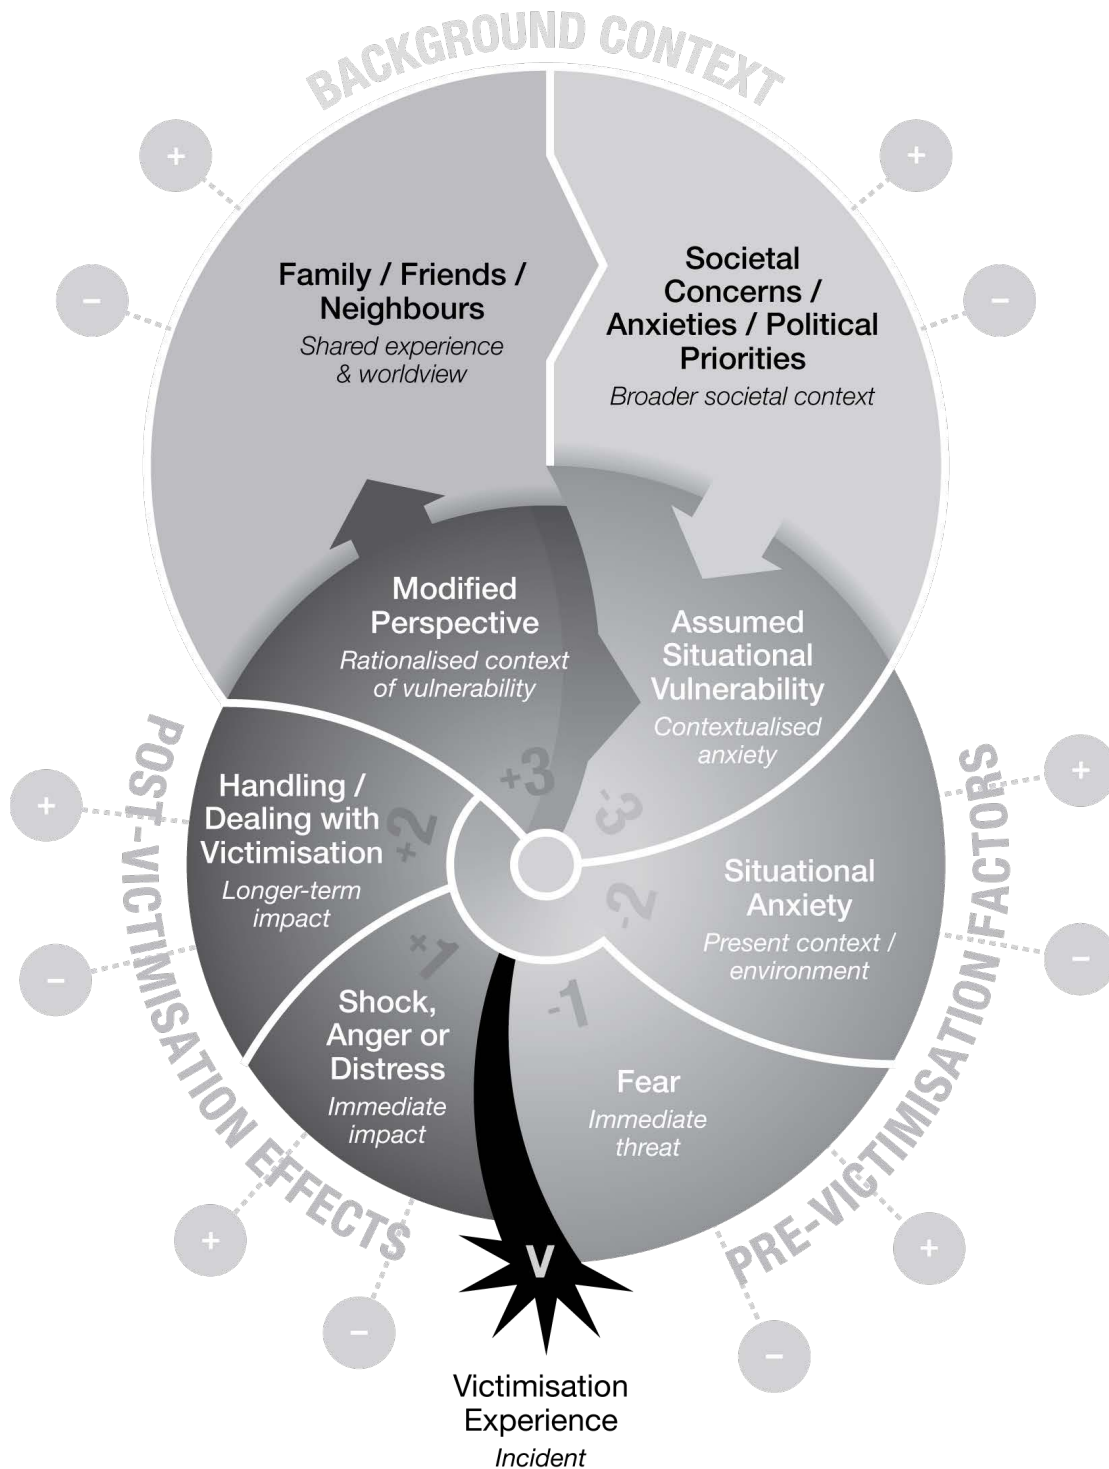 BACKGROUND CONTEXT
+
+
−
−
Family / Friends /
Neighbours
Shared experience
& worldview
Societal
Concerns /
Anxieties / Political
Priorities
Broader societal context
Modified
Perspective
Rationalised context
of vulnerability
+3
Assumed
Situational
Vulnerability
Contextualised
anxiety
-3
POST-VICTIMISATION EFFECTS
+
−
+
−
Handling /
Dealing with
Victimisation
Longer-term
impact
+2
Shock,
Anger or
Distress
Immediate
impact
+1
PRE-VICTIMISATION FACTORS
+
−
+
−
Situational
Anxiety
Present context /
environment
-2
Fear
Immediate
threat
-1
V
Victimisation
Experience
Incident